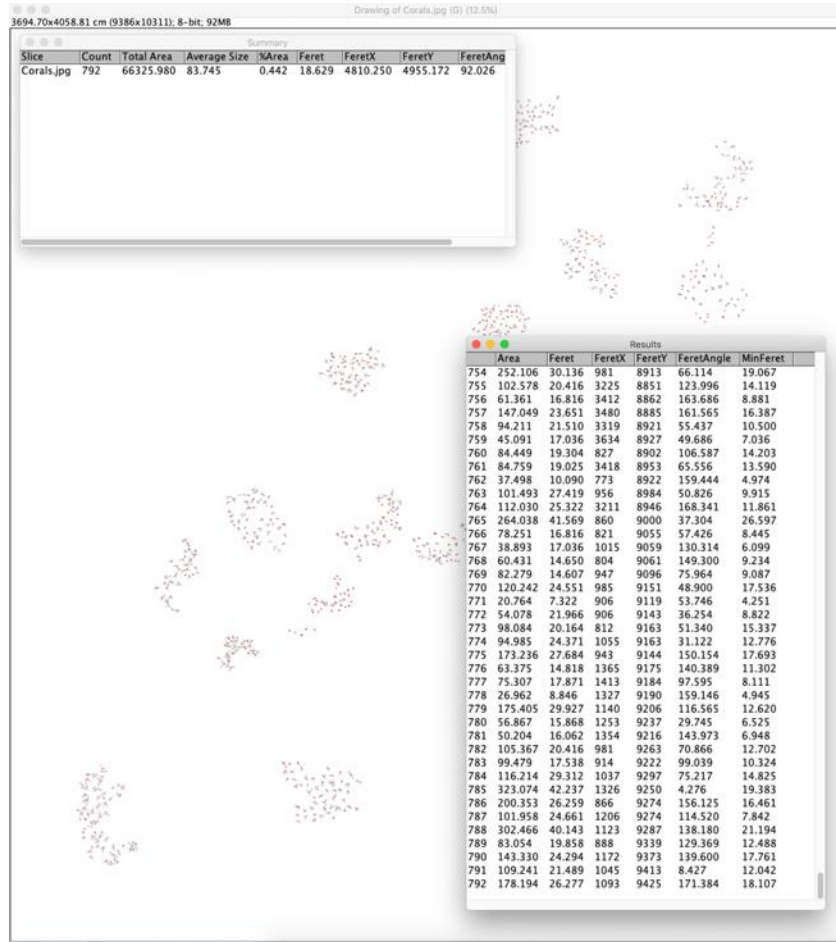 Drawing of Corals.jpg (G) (12.5%)
3694.70x4058.81 cm (9386x10311); 8-bit; 92MB
Summary
Slice Count Total Area Average Size %Area Feret FeretX FeretY FeretAng
Corals.jpg 792 66325.980 83.745 0.442 18.629 4810.250 4955.172 92.026
Results
Area Feret FeretX FeretY FeretAngle MinFeret
754 252.106 30.136 981 8913 66.114 19.067
755 102.578 20.416 3225 8851 123.996 14.119
756 61.361 16.816 3412 8862 163.686 8.881
757 147.049 23.651 3480 8885 161.565 16.387
758 94.211 21.510 3319 8921 55.437 10.500
759 45.091 17.036 3634 8927 49.686 7.036
760 84.449 19.304 827 8902 106.587 14.203
761 84.759 19.025 3418 8953 65.556 13.590
762 37.498 10.090 773 8922 159.444 4.974
763 101.493 27.419 956 8984 50.826 9.915
764 112.030 25.322 3211 8946 168.341 11.861
765 264.038 41.569 860 9000 37.304 26.597
766 78.251 16.816 821 9055 57.426 8.445
767 38.893 17.036 1015 9059 130.314 6.099
768 60.431 14.650 804 9061 149.300 9.234
769 82.279 14.607 947 9096 75.964 9.087
770 120.242 24.551 985 9151 48.900 17.536
771 20.764 7.322 906 9119 53.746 4.251
772 54.078 21.966 906 9143 36.254 8.822
773 98.084 20.164 812 9163 51.340 15.337
774 94.985 24.371 1055 9163 31.122 12.776
775 173.236 27.684 943 9144 150.154 17.693
776 63.375 14.818 1365 9175 140.389 11.302
777 75.307 17.871 1413 9184 97.595 8.111
778 26.962 8.846 1327 9190 159.146 4.945
779 175.405 29.927 1140 9206 116.565 12.620
780 56.867 15.868 1253 9237 29.745 6.525
781 50.204 16.062 1354 9216 143.973 6.948
782 105.367 20.416 981 9263 70.866 12.702
783 99.479 17.538 914 9222 99.039 10.324
784 116.214 29.312 1037 9297 75.217 14.825
785 323.074 42.237 1326 9250 4.276 19.383
786 200.353 26.259 866 9274 156.125 16.461
787 101.958 24.661 1206 9274 114.520 7.842
788 302.466 40.143 1123 9287 138.180 21.194
789 83.054 19.858 888 9339 129.369 12.488
790 143.330 24.294 1172 9373 139.600 17.761
791 109.241 21.489 1045 9413 8.427 12.042
792 178.194 26.277 1093 9425 171.384 18.107